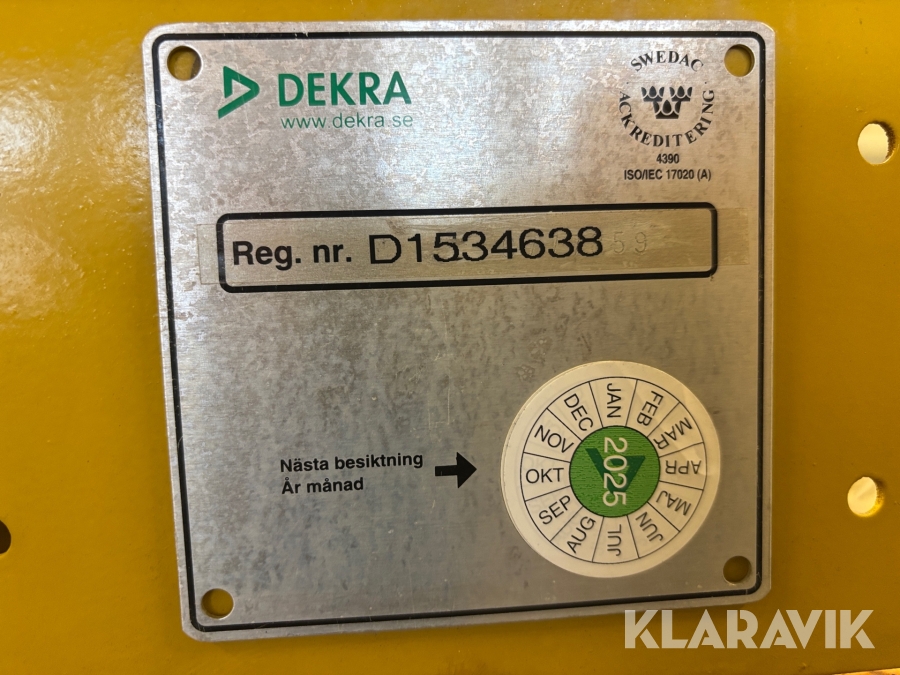 DEKRA
www.dekra.se
SWEDAC
ACKREDITERING
4390
ISO/IEC 17020 (A)
Reg. nr. D1534638
59
Nästa besiktning
År månad
JAN
FEB
MAR
APR
MAJ
JUN
JUL
AUG
SEP
OKT
NOV
DEC
2025
KLARAVIK